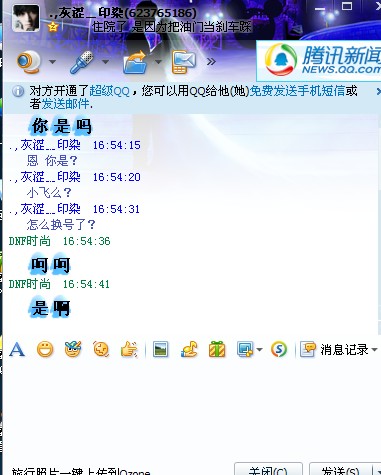 .,灰涩__印染(623765186)
住院了 是因为把油门当刹车踩
腾讯新闻
NEWS.QQ.COM
对方开通了超级QQ，您可以用QQ给他(她)免费发送手机短信或
者发送邮件.
你是吗
.,灰涩__印染 16:54:15
恩 你是？
.,灰涩__印染 16:54:20
小飞么？
.,灰涩__印染 16:54:31
怎么换号了？
DNF时尚 16:54:36
呵呵
DNF时尚 16:54:41
是啊
消息记录
旅行照片一键上传到Qzone
关闭(C)
发送(S)